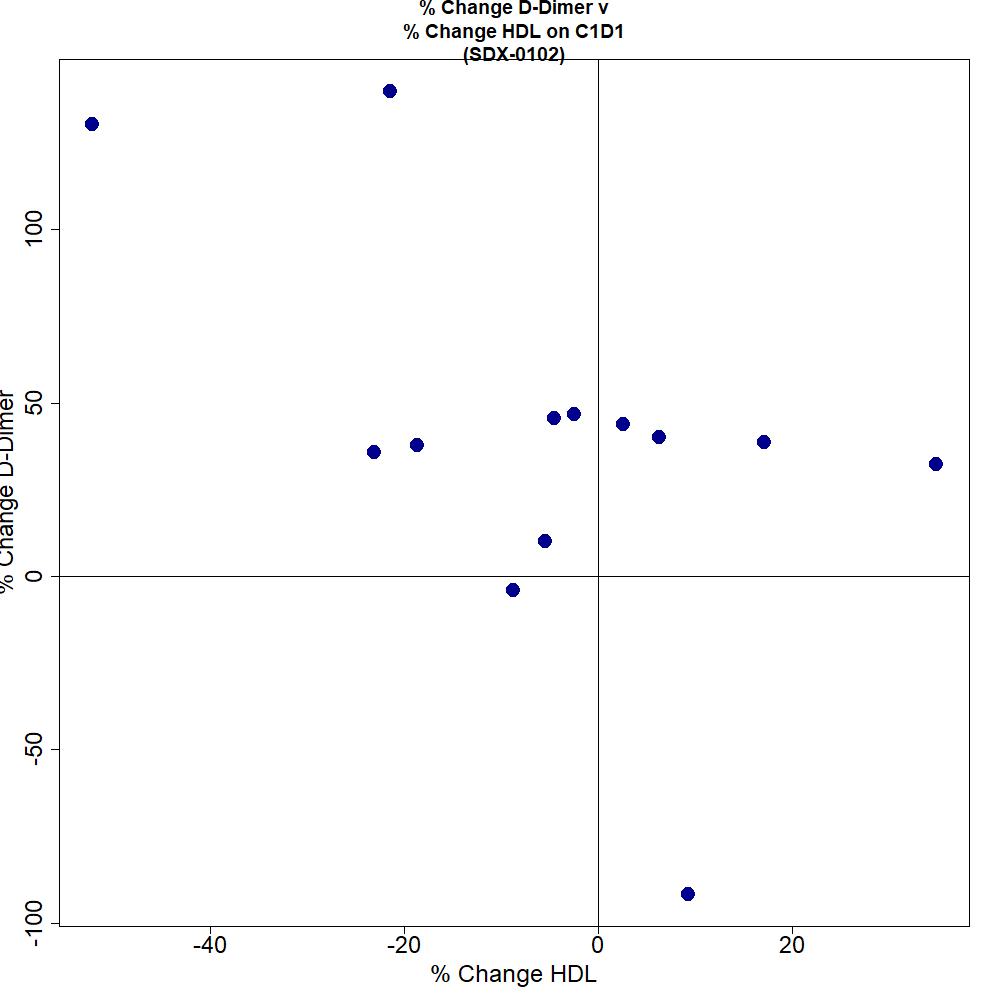 % Change D-Dimer v
% Change HDL on C1D1
(SDX-0102)
% Change D-Dimer
100
50
0
-50
-100
-40
-20
0
20
% Change HDL